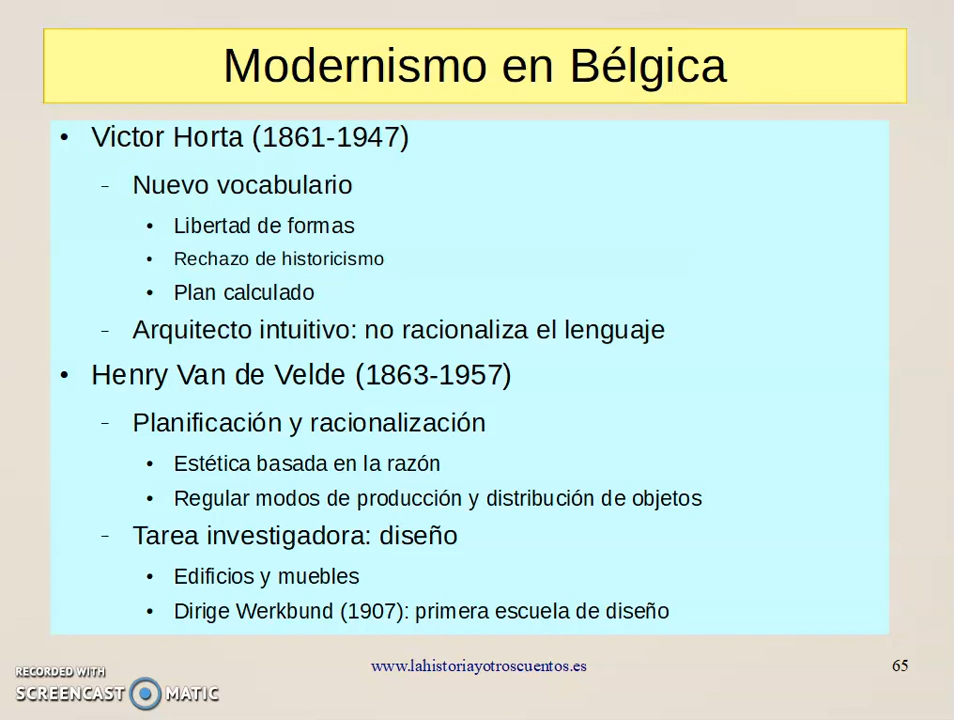 Modernismo en Bélgica
• Victor Horta (1861-1947)
– Nuevo vocabulario
• Libertad de formas
• Rechazo de historicismo
• Plan calculado
– Arquitecto intuitivo: no racionaliza el lenguaje
• Henry Van de Velde (1863-1957)
– Planificación y racionalización
• Estética basada en la razón
• Regular modos de producción y distribución de objetos
– Tarea investigadora: diseño
• Edificios y muebles
• Dirige Werkbund (1907): primera escuela de diseño
www.lahistoriayotroscuentos.es
65
RECORDED WITH
SCREENCAST MATIC